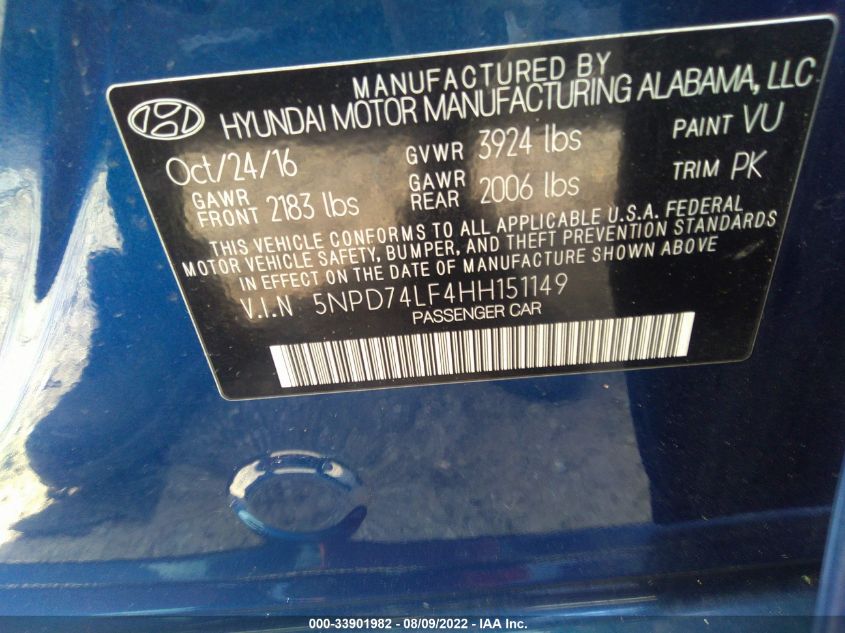 MANUFACTURED BY
HYUNDAI MOTOR MANUFACTURING ALABAMA, LLC
Oct/24/16 GVWR 3924 lbs PAINT VU
GAWR FRONT 2183 lbs GAWR REAR 2006 lbs TRIM PK
THIS VEHICLE CONFORMS TO ALL APPLICABLE U.S.A. FEDERAL
MOTOR VEHICLE SAFETY, BUMPER, AND THEFT PREVENTION STANDARDS
IN EFFECT ON THE DATE OF MANUFACTURE SHOWN ABOVE
V.I.N 5NPD74LF4HH151149
PASSENGER CAR
000-33901982 - 08/09/2022 - IAA Inc.